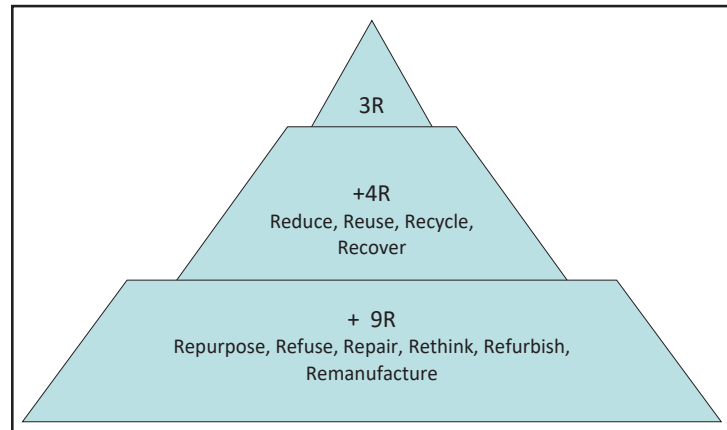 3R
+4R
Reduce, Reuse, Recycle,
Recover
+ 9R
Repurpose, Refuse, Repair, Rethink, Refurbish,
Remanufacture